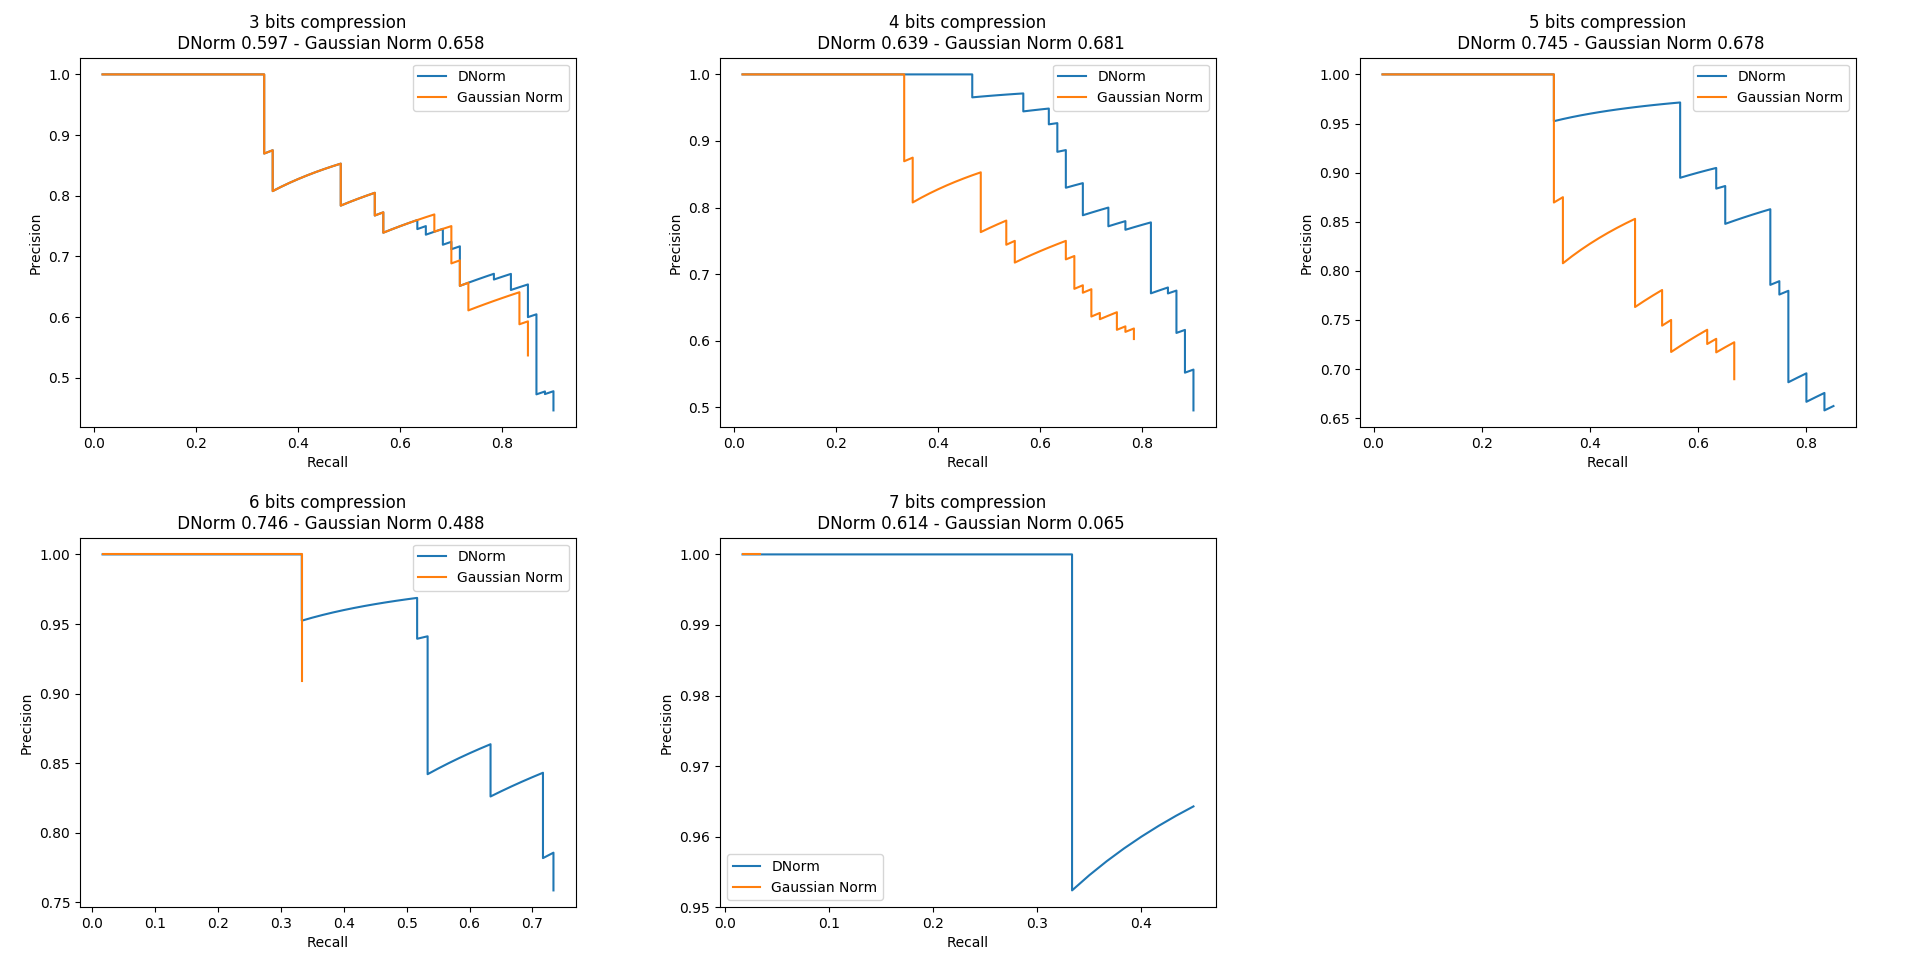 3 bits compression
DNorm 0.597 - Gaussian Norm 0.658
1.0
0.9
0.8
0.7
0.6
0.5
Precision
0.0
0.2
0.4
0.6
0.8
Recall
DNorm
Gaussian Norm
4 bits compression
DNorm 0.639 - Gaussian Norm 0.681
1.0
0.9
0.8
0.7
0.6
0.5
Precision
0.0
0.2
0.4
0.6
0.8
Recall
DNorm
Gaussian Norm
5 bits compression
DNorm 0.745 - Gaussian Norm 0.678
1.00
0.95
0.90
0.85
0.80
0.75
0.70
0.65
Precision
0.0
0.2
0.4
0.6
0.8
Recall
DNorm
Gaussian Norm
6 bits compression
DNorm 0.746 - Gaussian Norm 0.488
1.00
0.95
0.90
0.85
0.80
0.75
Precision
0.0
0.1
0.2
0.3
0.4
0.5
0.6
0.7
Recall
DNorm
Gaussian Norm
7 bits compression
DNorm 0.614 - Gaussian Norm 0.065
1.00
0.99
0.98
0.97
0.96
0.95
Precision
0.0
0.1
0.2
0.3
0.4
Recall
DNorm
Gaussian Norm